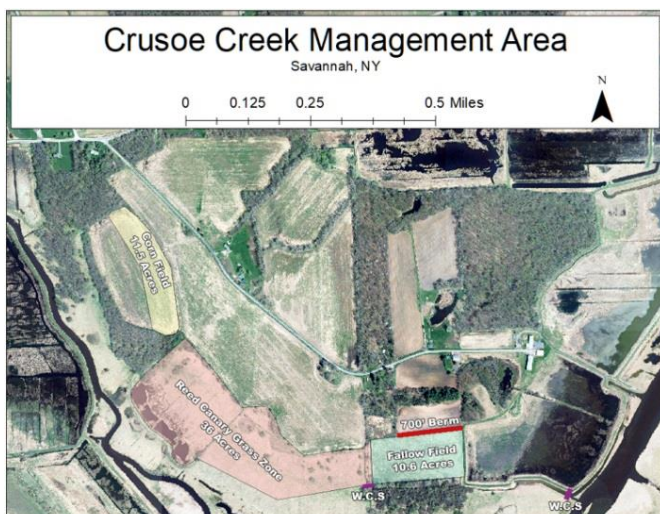 Crusoe Creek Management Area
Savannah, NY
N
0 0.125 0.25 0.5 Miles
Corn Field
11.5 Acres
Reed Canary Grass Zone
36 Acres
700' Berm
Fallow Field
10.6 Acres
W.C.S
W.C.S